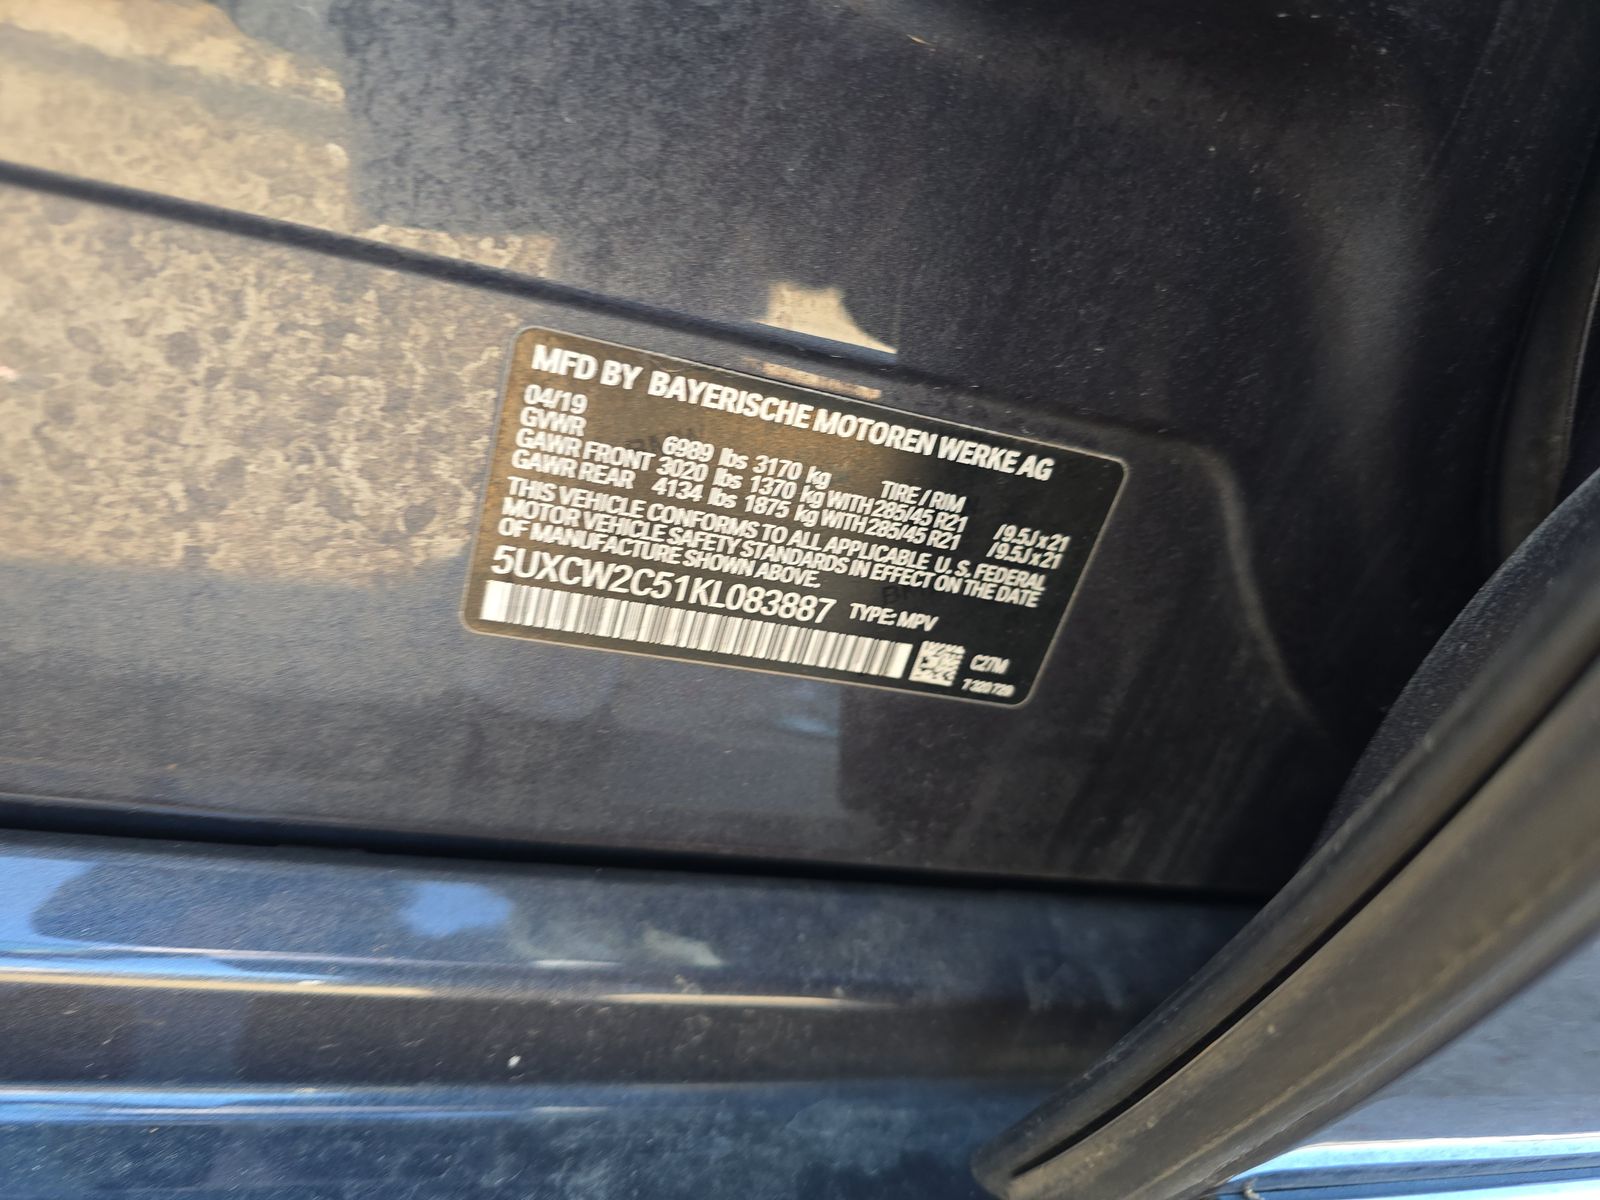 MFD BY BAYERISCHE MOTOREN WERKE AG
04/19
GVWR 6989 lbs 3170 kg TIRE / RIM
GAWR FRONT 3020 lbs 1370 kg WITH 285/45 R21 / 9.5J x 21
GAWR REAR 4134 lbs 1875 kg WITH 285/45 R21 / 9.5J x 21
THIS VEHICLE CONFORMS TO ALL APPLICABLE U. S. FEDERAL
MOTOR VEHICLE SAFETY STANDARDS IN EFFECT ON THE DATE
OF MANUFACTURE SHOWN ABOVE.
5UXCW2C51KL083887 TYPE: MPV
C27M